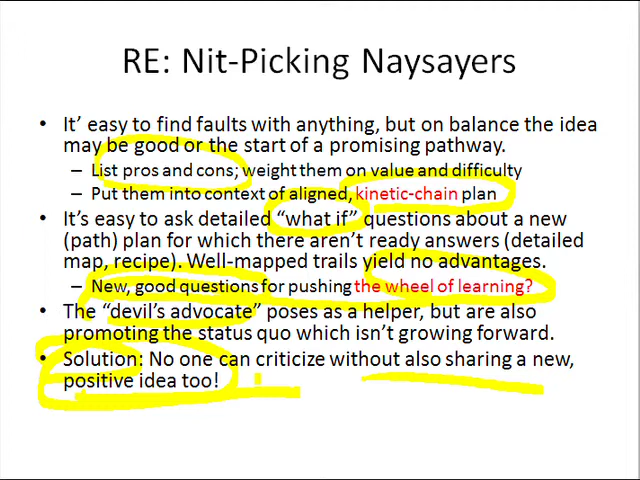 RE: Nit-Picking Naysayers
• It' easy to find faults with anything, but on balance the idea
may be good or the start of a promising pathway.
– List pros and cons; weight them on value and difficulty
– Put them into context of aligned, kinetic-chain plan
• It's easy to ask detailed “what if” questions about a new
(path) plan for which there aren't ready answers (detailed
map, recipe). Well-mapped trails yield no advantages.
– New, good questions for pushing the wheel of learning?
• The “devil's advocate” poses as a helper, but are also
promoting the status quo which isn't growing forward.
• Solution: No one can criticize without also sharing a new,
positive idea too!